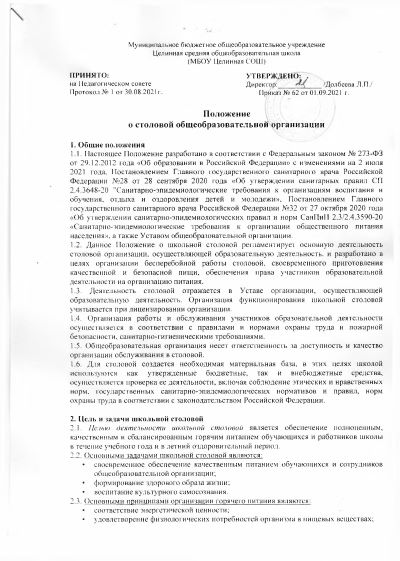 Муниципальное бюджетное общеобразовательное учреждение
Целинная средняя общеобразовательная школа
(МБОУ Целинная СОШ)
ПРИНЯТО:
на Педагогическом совете
Протокол № 1 от 30.08 2021г.
УТВЕРЖДЕНО:
Директор: /Долбеева Л.П./
Приказ № 62 от 01.09.2021 г.
Положение
о столовой общеобразовательной организации
1. Общие положения
1.1. Настоящее Положение разработано в соответствии с Федеральным законом № 273-ФЗ
от 29.12.2012 года «Об образовании в Российской Федерации» с изменениями на 2 июля
2021 года, Постановлением Главного государственного санитарного врача Российской
Федерации №28 от 28 сентября 2020 года «Об утверждении санитарных правил СП
2.4.3648-20 "Санитарно-эпидемиологические требования к организациям воспитания и
обучения, отдыха и оздоровления детей и молодежи», Постановлением Главного
государственного санитарного врача Российской Федерации №32 от 27 октября 2020 года
«Об утверждении санитарно-эпидемиологических правил и норм СанПиН 2.3/2.4.3590-20
«Санитарно-эпидемиологические требования к организации общественного питания
населения», а также Уставом общеобразовательной организации.
1.2. Данное Положение о школьной столовой регламентирует основную деятельность
столовой организации, осуществляющей образовательную деятельность, и разработано в
целях организации бесперебойной работы столовой, своевременного приготовления
качественной и безопасной пищи, обеспечения права участников образовательной
деятельности на организацию питания.
1.3. Деятельность столовой отражается в Уставе организации, осуществляющей
образовательную деятельность. Организация функционирования школьной столовой
учитывается при лицензировании организации
1.4. Организация работы и обслуживания участников образовательной деятельности
осуществляется в соответствии с правилами и нормами охраны труда и пожарной
безопасности, санитарно-гигиеническими требованиями.
1.5. Общеобразовательная организация несет ответственность за доступность и качество
организации обслуживания в столовой.
1.6. Для столовой создается необходимая материальная база, в этих целях школой
используются как утвержденные бюджетные, так и внебюджетные средства,
осуществляется проверка ее деятельности, включая соблюдение этических и нравственных
норм, государственных санитарно-эпидемиологических нормативов и правил, норм
охраны труда в соответствии с законодательством Российской Федерации.
2. Цель и задачи школьной столовой
2.1. Целью деятельности школьной столовой является обеспечение полноценным,
качественным и сбалансированным горячим питанием обучающихся и работников школы
в течение учебного года и в летний оздоровительный период.
2.2. Основными задачами школьной столовой являются:
• своевременное обеспечение качественным питанием обучающихся и сотрудников
общеобразовательной организации;
• формирование здорового образа жизни;
• воспитание культурного самосознания.
2.3. Основными принципами организации горячего питания являются:
• соответствие энергетической ценности;
• удовлетворение физиологических потребностей организма в пищевых веществах;